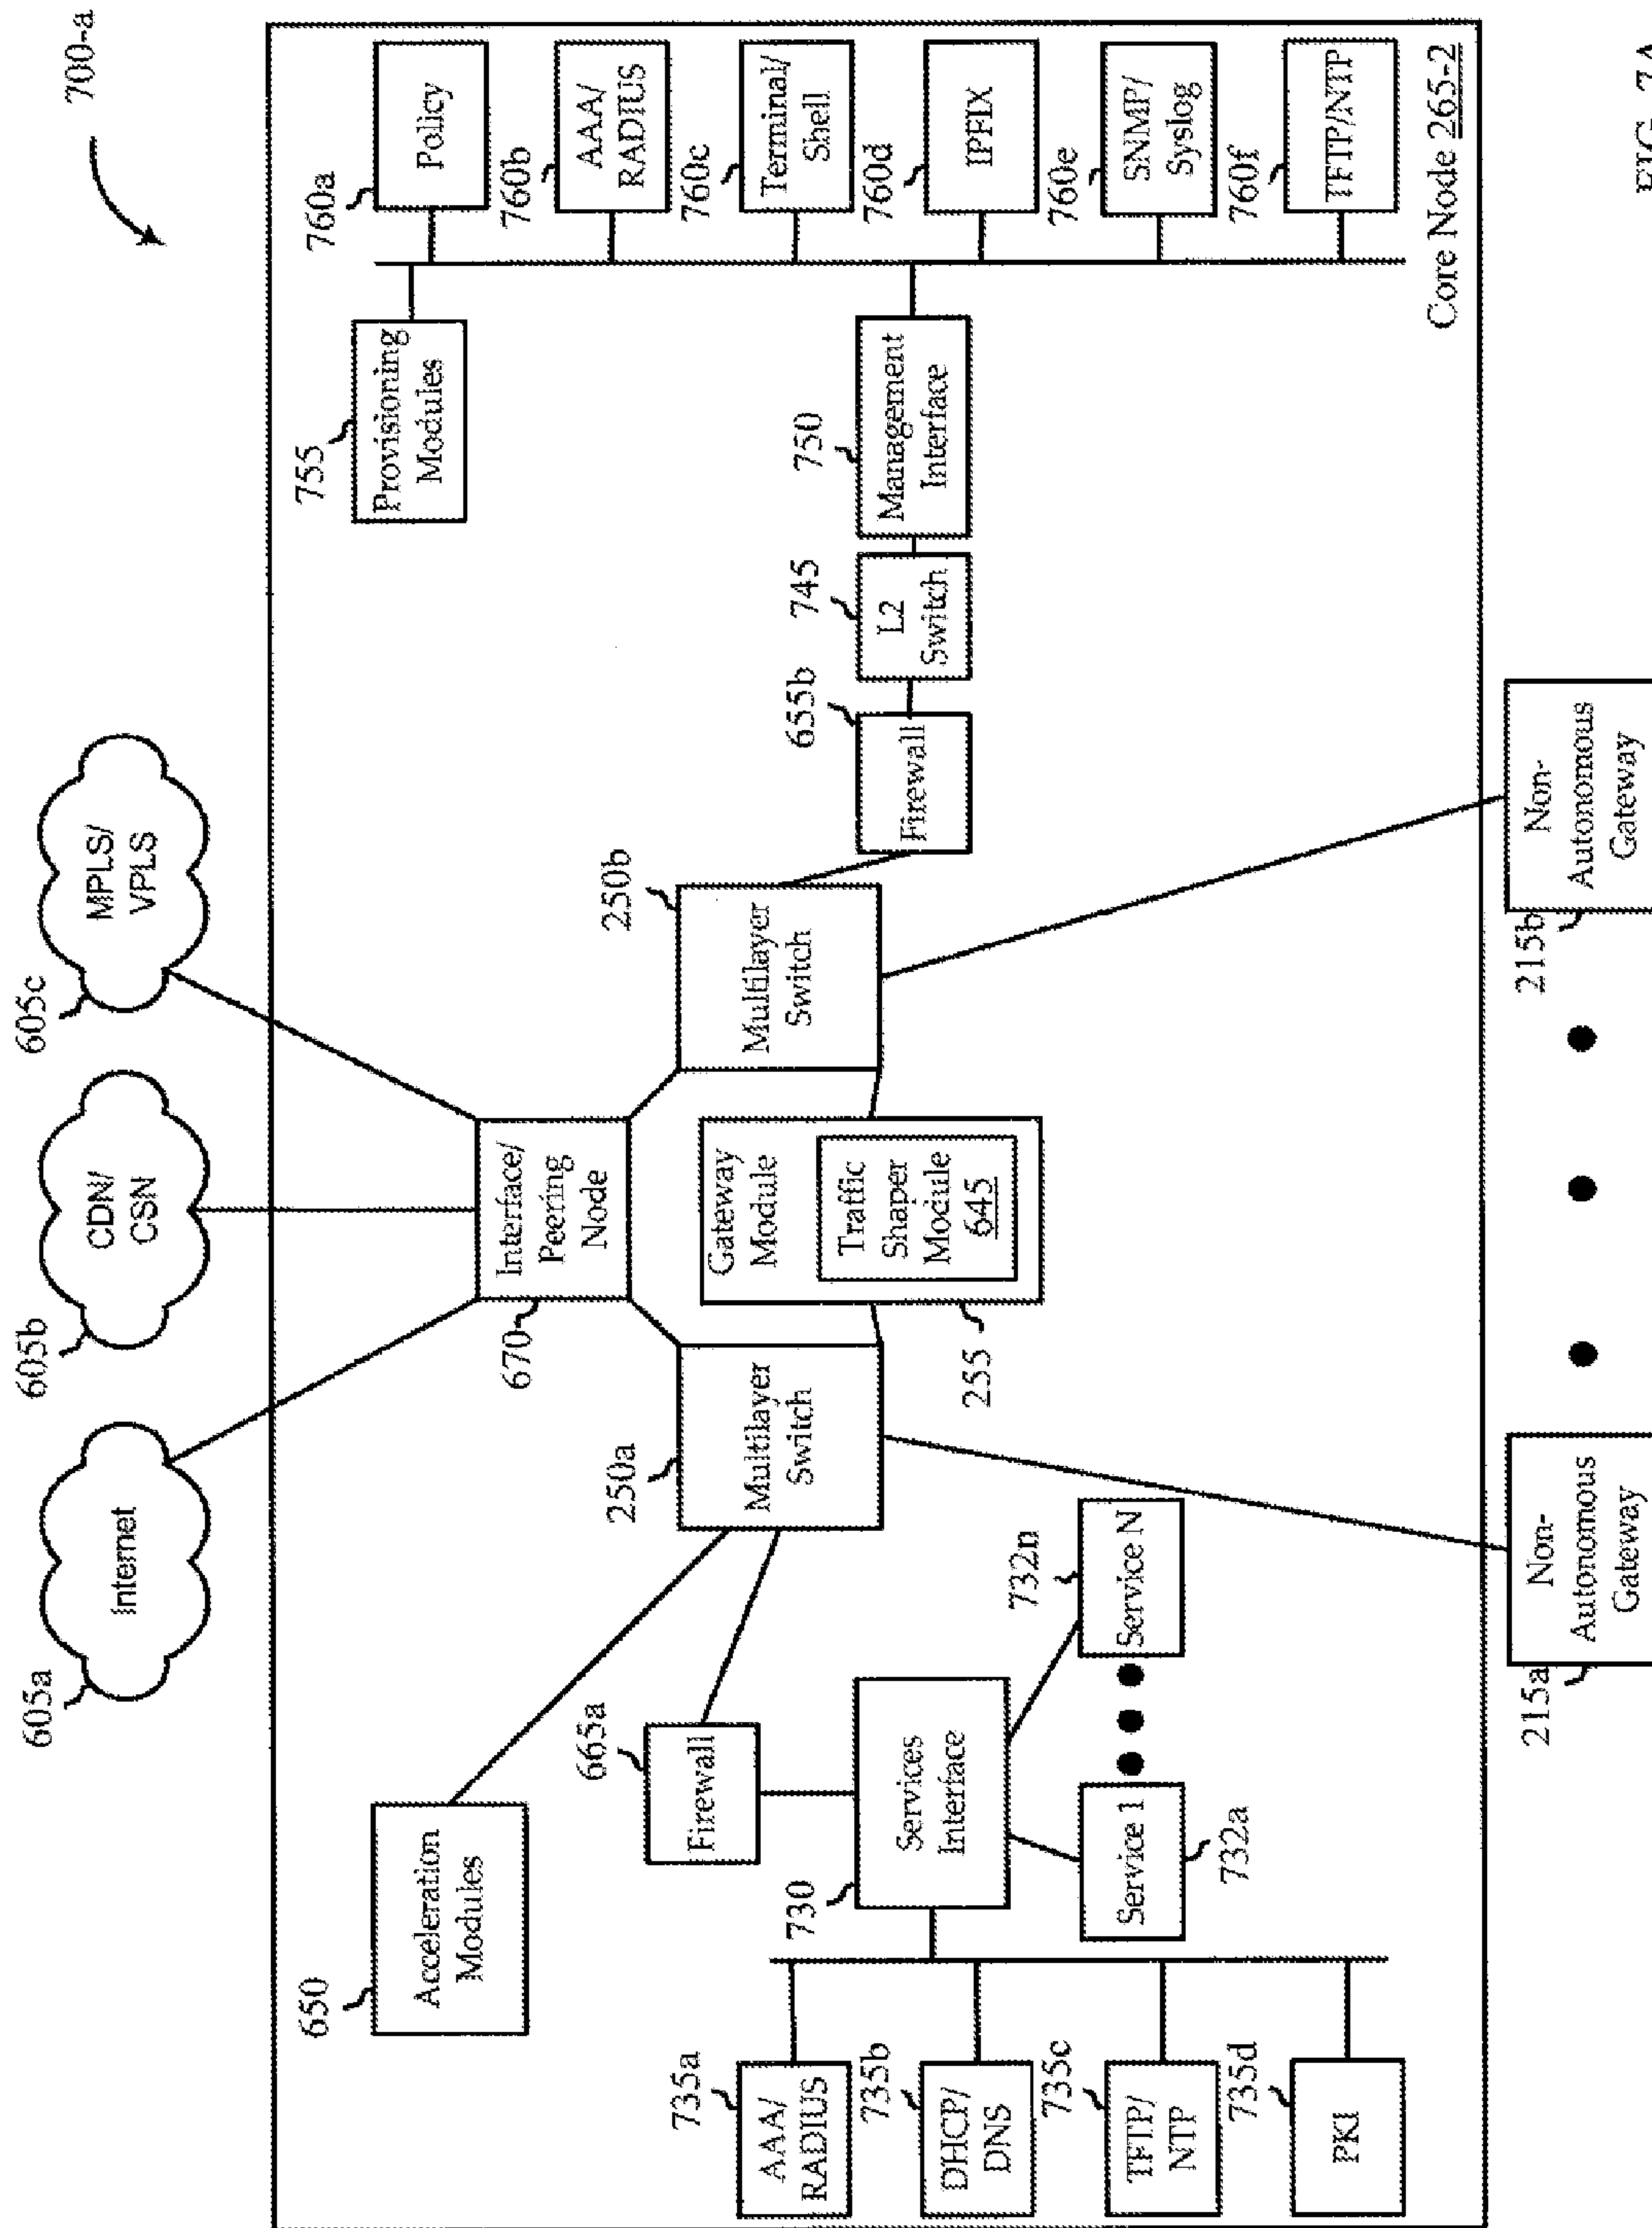 700-a
605a
Internet
605b
CDN/
CSN
605c
MPLS/
VPLS
650
Acceleration
Modules
670
Interface/
Peering
Node
755
Provisioning
Modules
760a
Policy
760b
AAA/
RADIUS
760c
Terminal/
Shell
760d
IPFIX
760e
SNMP/
Syslog
760f
TFTP/NTP
665a
Firewall
250a
Multilayer
Switch
Gateway
Module
Traffic
Shaper
Module
645
255
250b
Multilayer
Switch
655b
Firewall
745
L2
Switch
750
Management
Interface
735a
AAA/
RADIUS
735b
DHCP/
DNS
735c
TFTP/
NTP
735d
PKI
730
Services
Interface
Service 1
732a
732n
Service N
Core Node 265-2
215a
Non-
Autonomous
Gateway
215b
Non-
Autonomous
Gateway
FIG. 7A